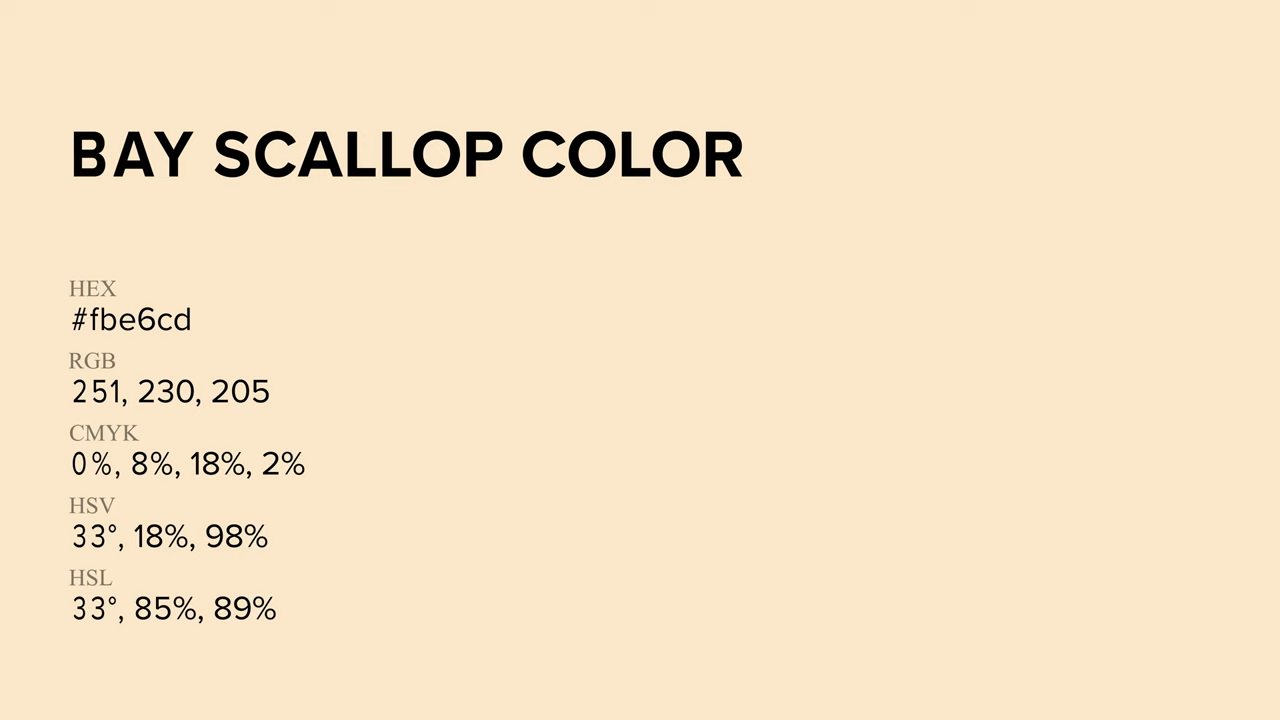 BAY SCALLOP COLOR
HEX
#fbe6cd
RGB
251, 230, 205
CMYK
0%, 8%, 18%, 2%
HSV
33°, 18%, 98%
HSL
33°, 85%, 89%